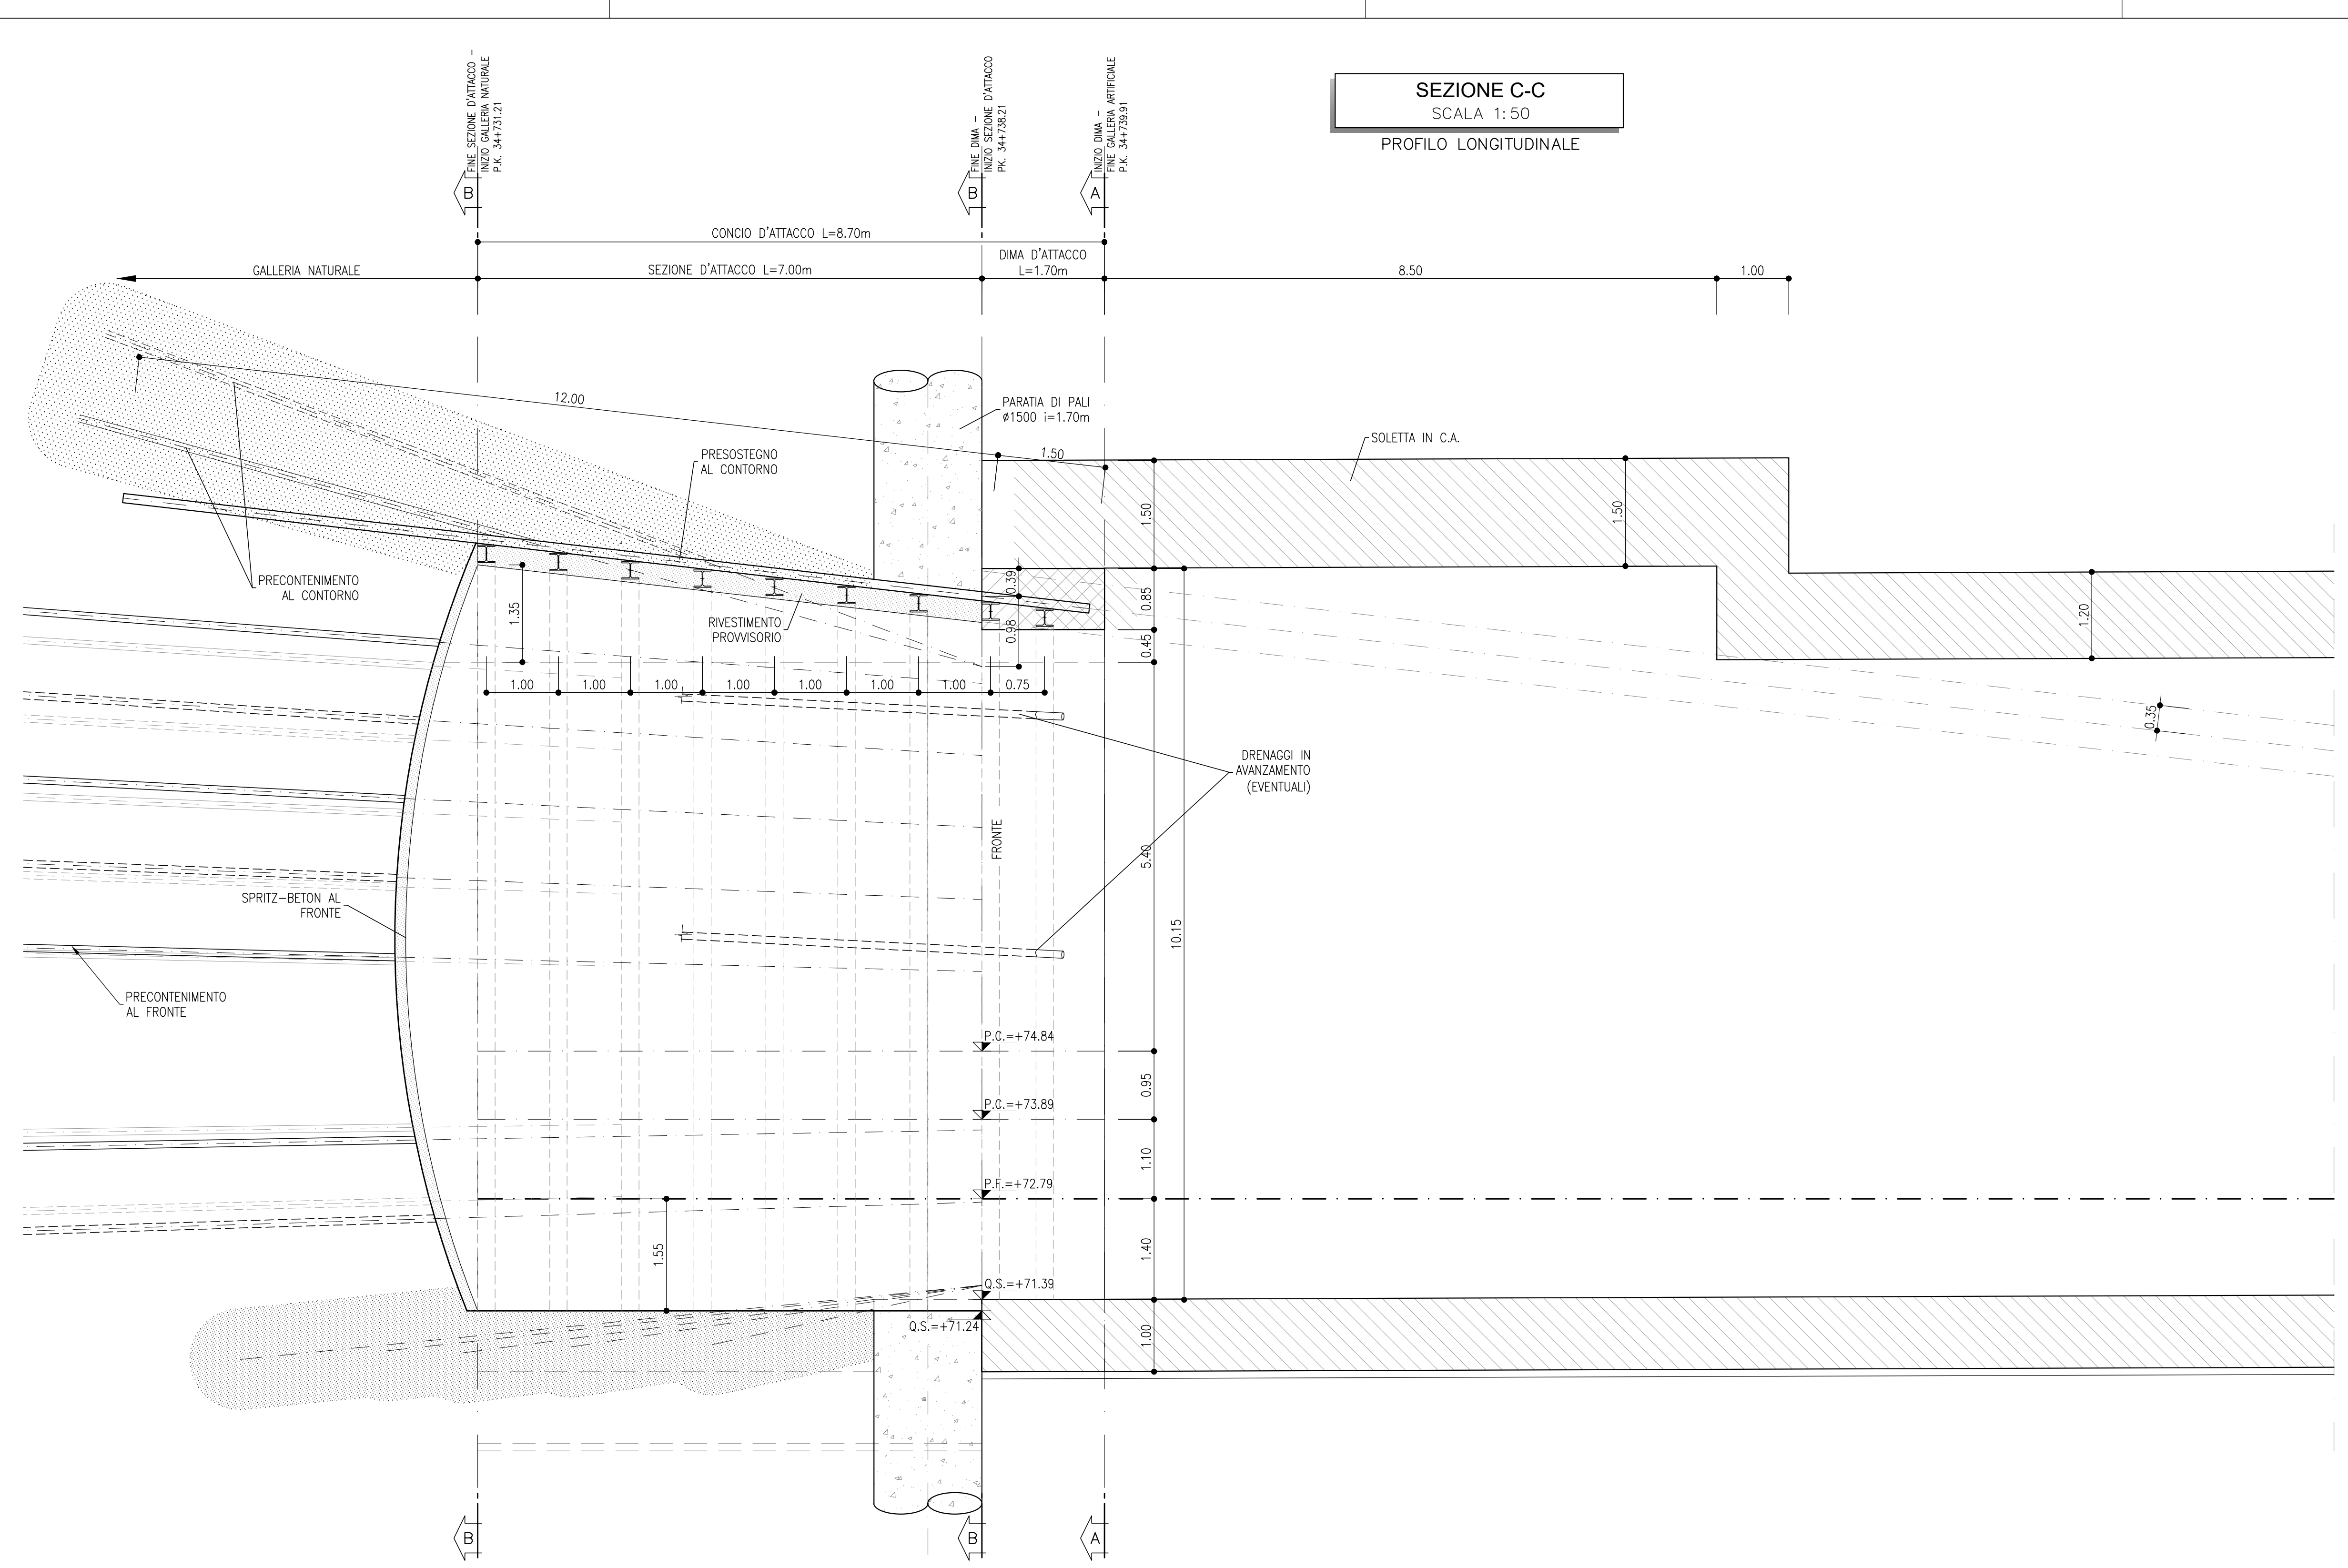 FINE SEZIONE D'ATTACCO –
INIZIO GALLERIA NATURALE
P.K. 34+731.21
FINE DIMA –
INIZIO SEZIONE D'ATTACCO
PK. 34+738.21
INIZIO DIMA –
FINE GALLERIA ARTIFICIALE
P.K. 34+739.91
SEZIONE C-C
SCALA 1:50
PROFILO LONGITUDINALE
B
B
A
CONCIO D'ATTACCO L=8.70m
GALLERIA NATURALE
SEZIONE D'ATTACCO L=7.00m
DIMA D'ATTACCO
L=1.70m
8.50
1.00
12.00
PARATIA DI PALI
ø1500 i=1.70m
1.50
SOLETTA IN C.A.
PRESOSTEGNO
AL CONTORNO
1.50
1.50
PRECONTENIMENTO
AL CONTORNO
1.35
0.39
0.85
1.20
RIVESTIMENTO
PROVVISORIO
0.98
0.45
1.00
1.00
1.00
1.00
1.00
1.00
1.00
0.75
0.35
DRENAGGI IN
AVANZAMENTO
(EVENTUALI)
FRONTE
5.40
SPRITZ–BETON AL
FRONTE
10.15
PRECONTENIMENTO
AL FRONTE
P.C.=+74.84
0.95
P.C.=+73.89
1.10
P.F.=+72.79
1.55
1.40
Q.S.=+71.39
Q.S.=+71.24
1.00
B
B
A